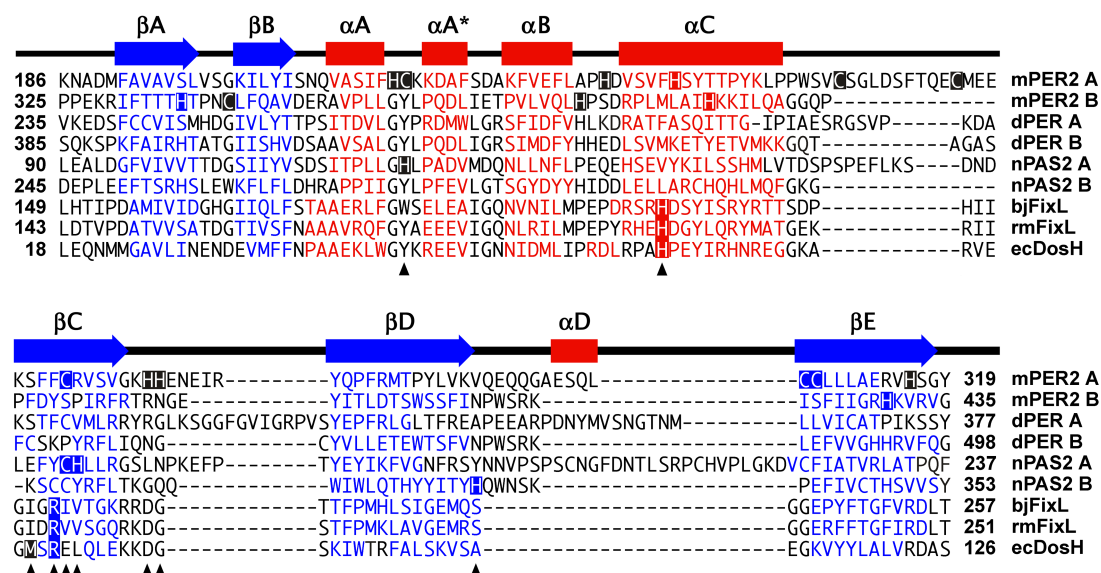 βA βB αA αA* αB αC
186 KNADMFAVAVSLVSGKILYISNQVASIFHCKKDAFSDAKFVEFLAPHDVSVFHSYTTPYKLPPWSVCSGLDSFTQECMEE mPER2 A
325 PPEKRIFTTTHTPNCLFQAVDERAVPLLGYLPQDLIETPVLVQLHPSDRPLMLAIHKKILQAGGQP--------------- mPER2 B
235 VKEDSFCCVISMHDGIVLYTTPSITDVLGYPRDMWLGRSFIDFVHLKDRATFASQITTG-IPIAESRGSVP------KDA dPER A
385 SQKSPKFAIRHTATGIISHVDSAAVSALGYLPQDLIGRSIMDFYHHEDLSVMKETYETVMKKGQT-----------AGAS dPER B
90 LEALDGFVIVVTTDGSIIYVSDSITPLLGHLPADVMDQNLLNFLPEQEHSEVYKILSSHMLVTDSPSPEFLKS----DND nPAS2 A
245 DEPLEEFTSRHSLEWKFLFLDHRAPPIIGYLPFEVLGTSGYDYYHIDDLELLARCHQHLMQFGKG--------------- nPAS2 B
149 LHTIPDAMIVIDGHGIIQLFSTAAERLFGWSELEAIGQNVNILMPEPDRSRHDSYISRYRTTSDP------------HII bjFixL
143 LDTVPDATVVSATDGTIVSFNAAAVRQFGYAEEEVIGQNLRILMPEPYRHEHDGYLQRYMATGEK------------RII rmFixL
18 LEQNMMGAVLINENDEVMFFNPAAEKLWGYKREEVIGNNIDMLIPRDLRPAHPEYIRHNREGGKA------------RVE ecDosH
βC βD αD βE
KSFFCRVSVGKHHENEIR---------YQPFRMTPYLVKVQEQQGAESQL-----------------CCLLLAERVHSGY 319 mPER2 A
PFDYSPIRFRTRNGE------------YITLDTSWSSFINPWSRK----------------------ISFIIGRHKVRVG 435 mPER2 B
KSTFCVMLRRYRGLKSGGFGVIGRPVSYEPFRLGLTFREAPEEARPDNYMVSNGTNM----------LLVICATPIKSSY 377 dPER A
FCSKPYRFLIQNG--------------CYVLLETEWTSFVNPWSRK---------------------LEFVVGHHRVFQG 498 dPER B
LEFYCHLLRGSLNPKEFP---------TYEYIKFVGNFRSYNNVPSPSCNGFDNTLSRPCHVPLGKDVCFIATVRLATPQF 237 nPAS2 A
-KSCCYRFLTKGQQ-------------WIWLQTHYYITYHQWNSK----------------------PEFIVCTHSVVSY 353 nPAS2 B
GIGRIVTGKRRDG--------------TTFPMHLSIGEMQS--------------------------GGEPYFTGFVRDLT 257 bjFixL
GIDRVVSGQRKDG--------------STFPMKLAVGEMRS--------------------------GGERFFTGFIRDLT 251 rmFixL
GMSRELQLEKKDG--------------SKIWTRFALSKVSA--------------------------EGKVYYLALVRDAS 126 ecDosH